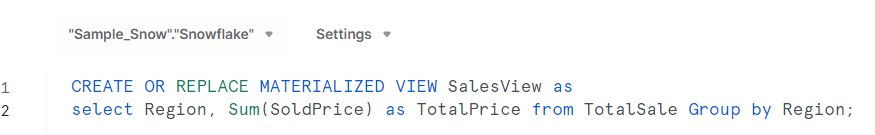 "Sample_Snow"."Snowflake" Settings
1 CREATE OR REPLACE MATERIALIZED VIEW SalesView as
2 select Region, Sum(SoldPrice) as TotalPrice from TotalSale Group by Region;